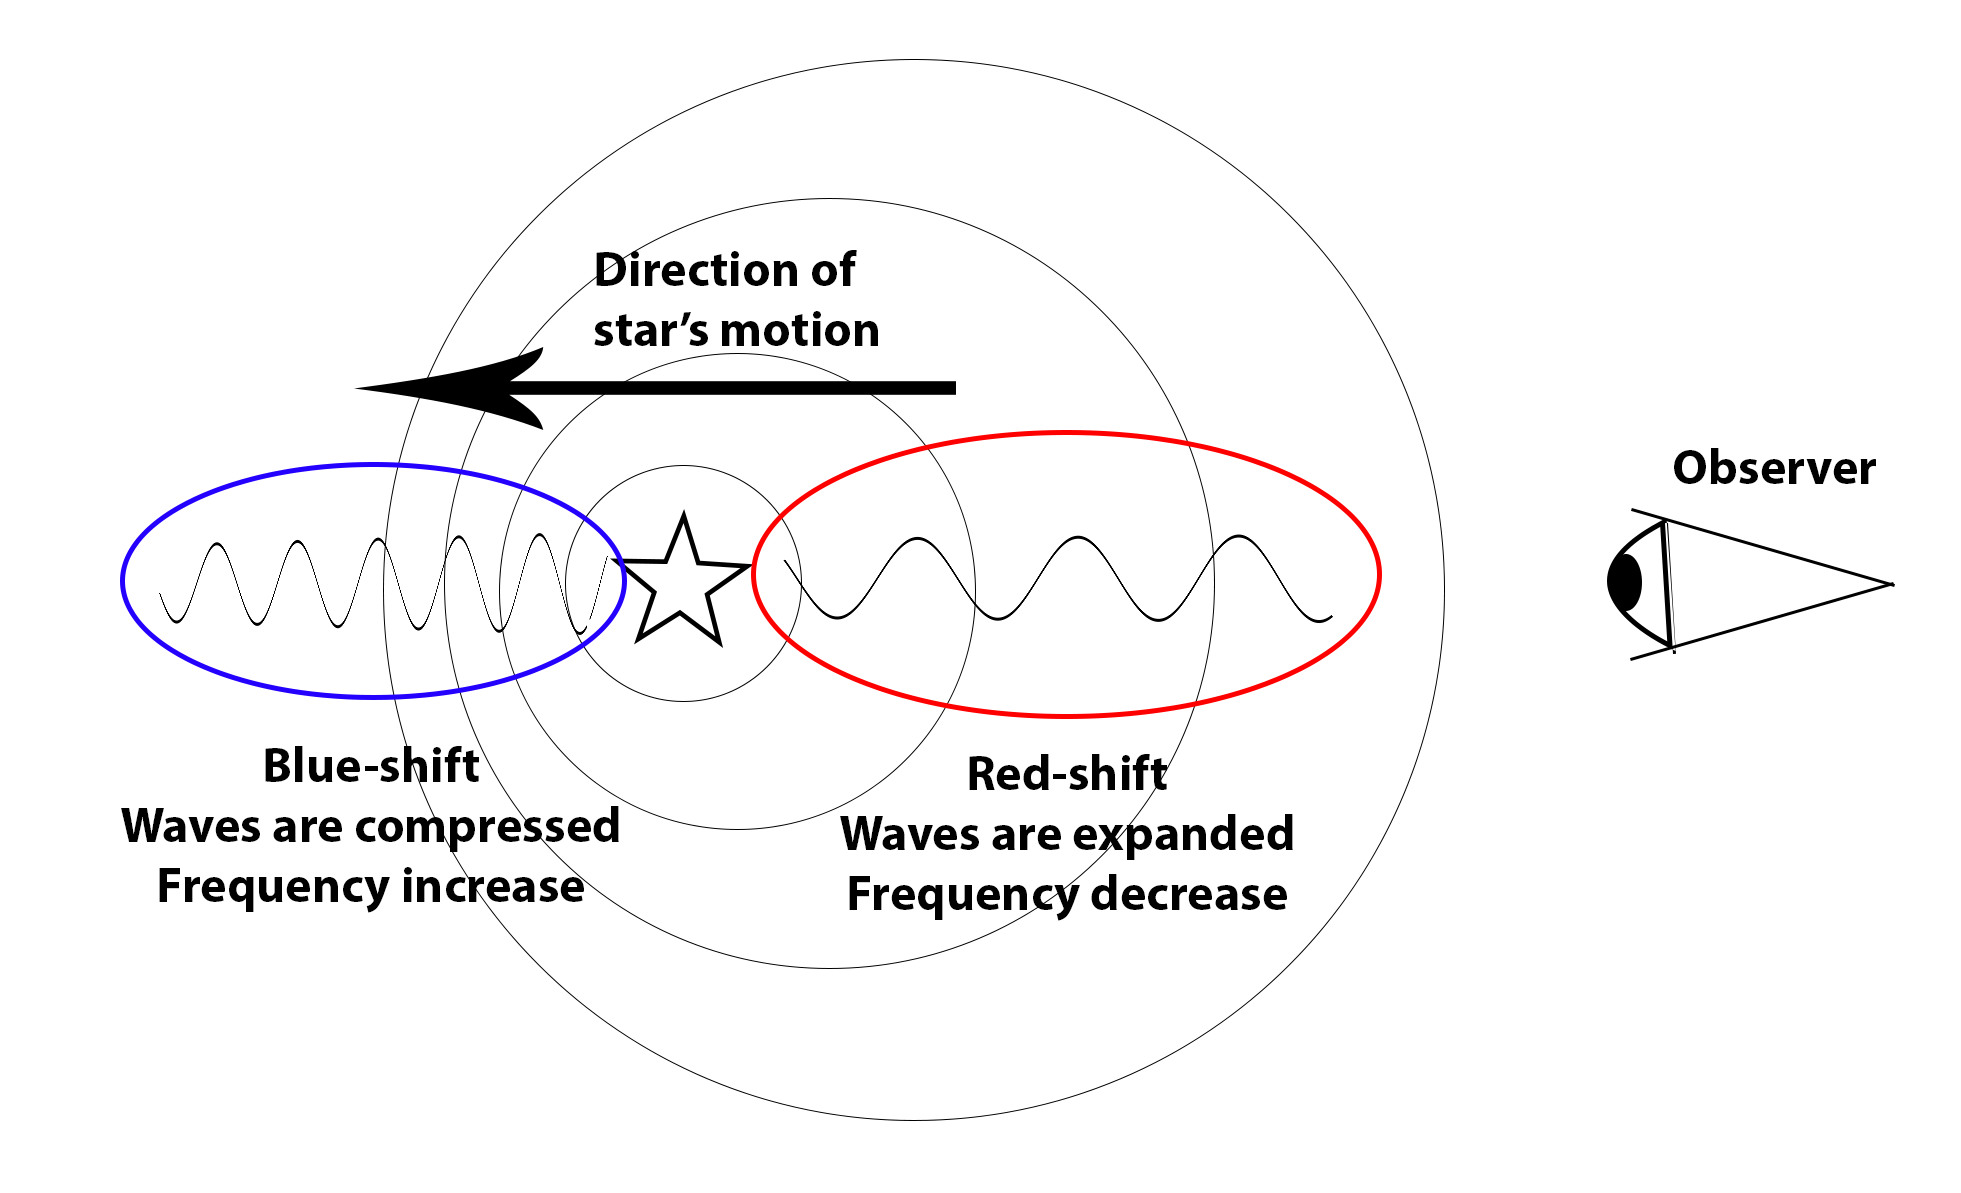 Direction of
star’s motion
Observer
Blue-shift
Waves are compressed
Frequency increase
Red-shift
Waves are expanded
Frequency decrease